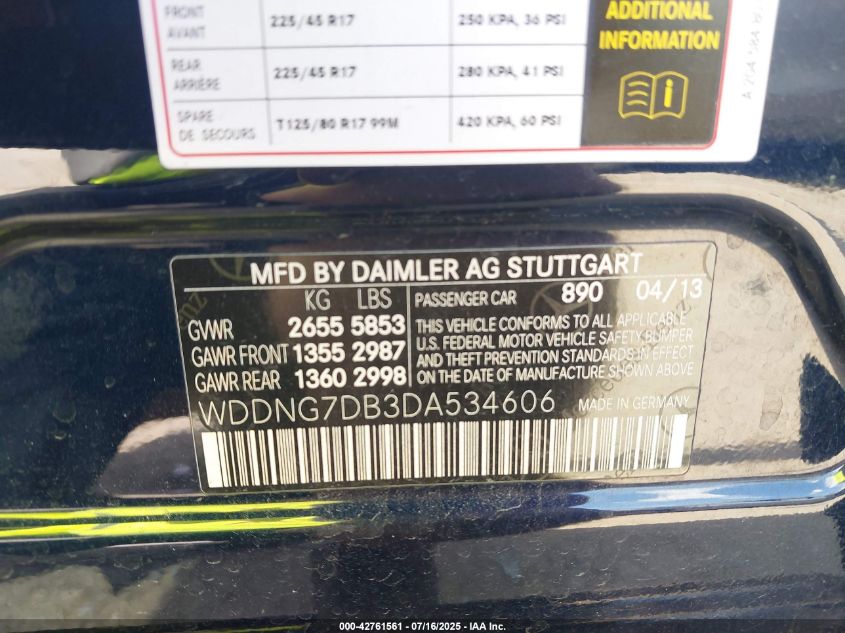 FRONT
AVANT
225/45 R17
250 KPA, 36 PSI
REAR
ARRIÈRE
225/45 R17
280 KPA, 41 PSI
SPARE
DE SECOURS
T125/80 R17 99M
420 KPA, 60 PSI
ADDITIONAL
INFORMATION
MFD BY DAIMLER AG STUTTGART
KG LBS
PASSENGER CAR 890 04/13
GVWR 2655 5853
GAWR FRONT 1355 2987
GAWR REAR 1360 2998
THIS VEHICLE CONFORMS TO ALL APPLICABLE
U.S. FEDERAL MOTOR VEHICLE SAFETY BUMPER
AND THEFT PREVENTION STANDARDS IN EFFECT
ON THE DATE OF MANUFACTURE SHOWN ABOVE
WDDNG7DB3DA534606
MADE IN GERMANY
000-42761561 - 07/16/2025 - IAA Inc.